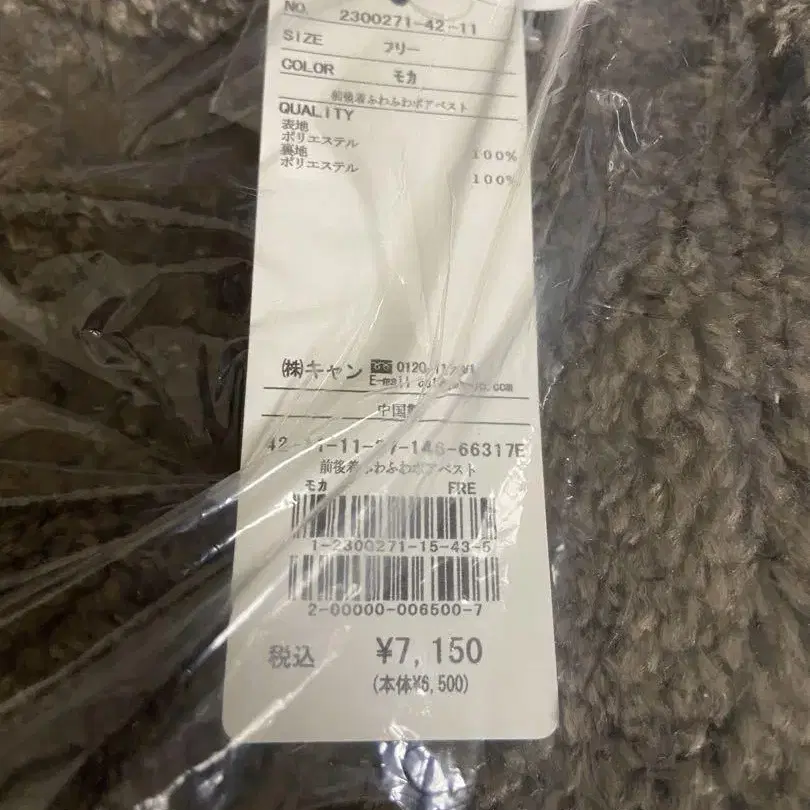 NO. 2300271-42-11
SIZE フリー
COLOR モカ
前後着ふわふわボアベスト
QUALITY
表地
ポリエステル 100%
裏地
ポリエステル 100%
㈱キャン 0120-
E-mail
中国製
前後着ふわふわボアベスト
モカ FRE
1-2300271-15-43-5
2-00000-006500-7
税込 ¥7,150
(本体¥6,500)